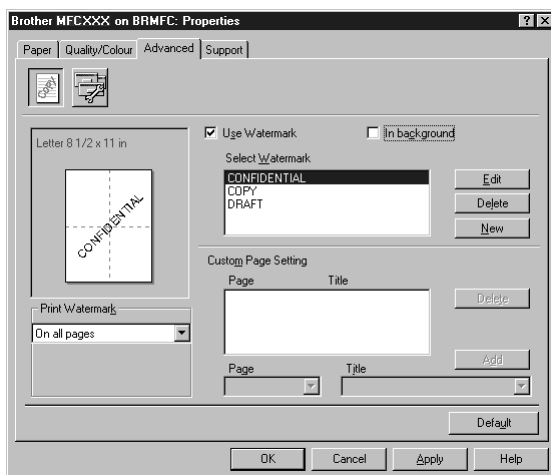 Brother MFCXXX on BRMFC: Properties
Paper Quality/Colour Advanced Support
COPY
Letter 8 1/2 x 11 in
CONFIDENTIAL
Print Watermark
On all pages
Use Watermark In background
Select Watermark
CONFIDENTIAL
COPY
DRAFT
Edit
Delete
New
Custom Page Setting
Page Title
Delete
Add
Page Title
Default
OK Cancel Apply Help